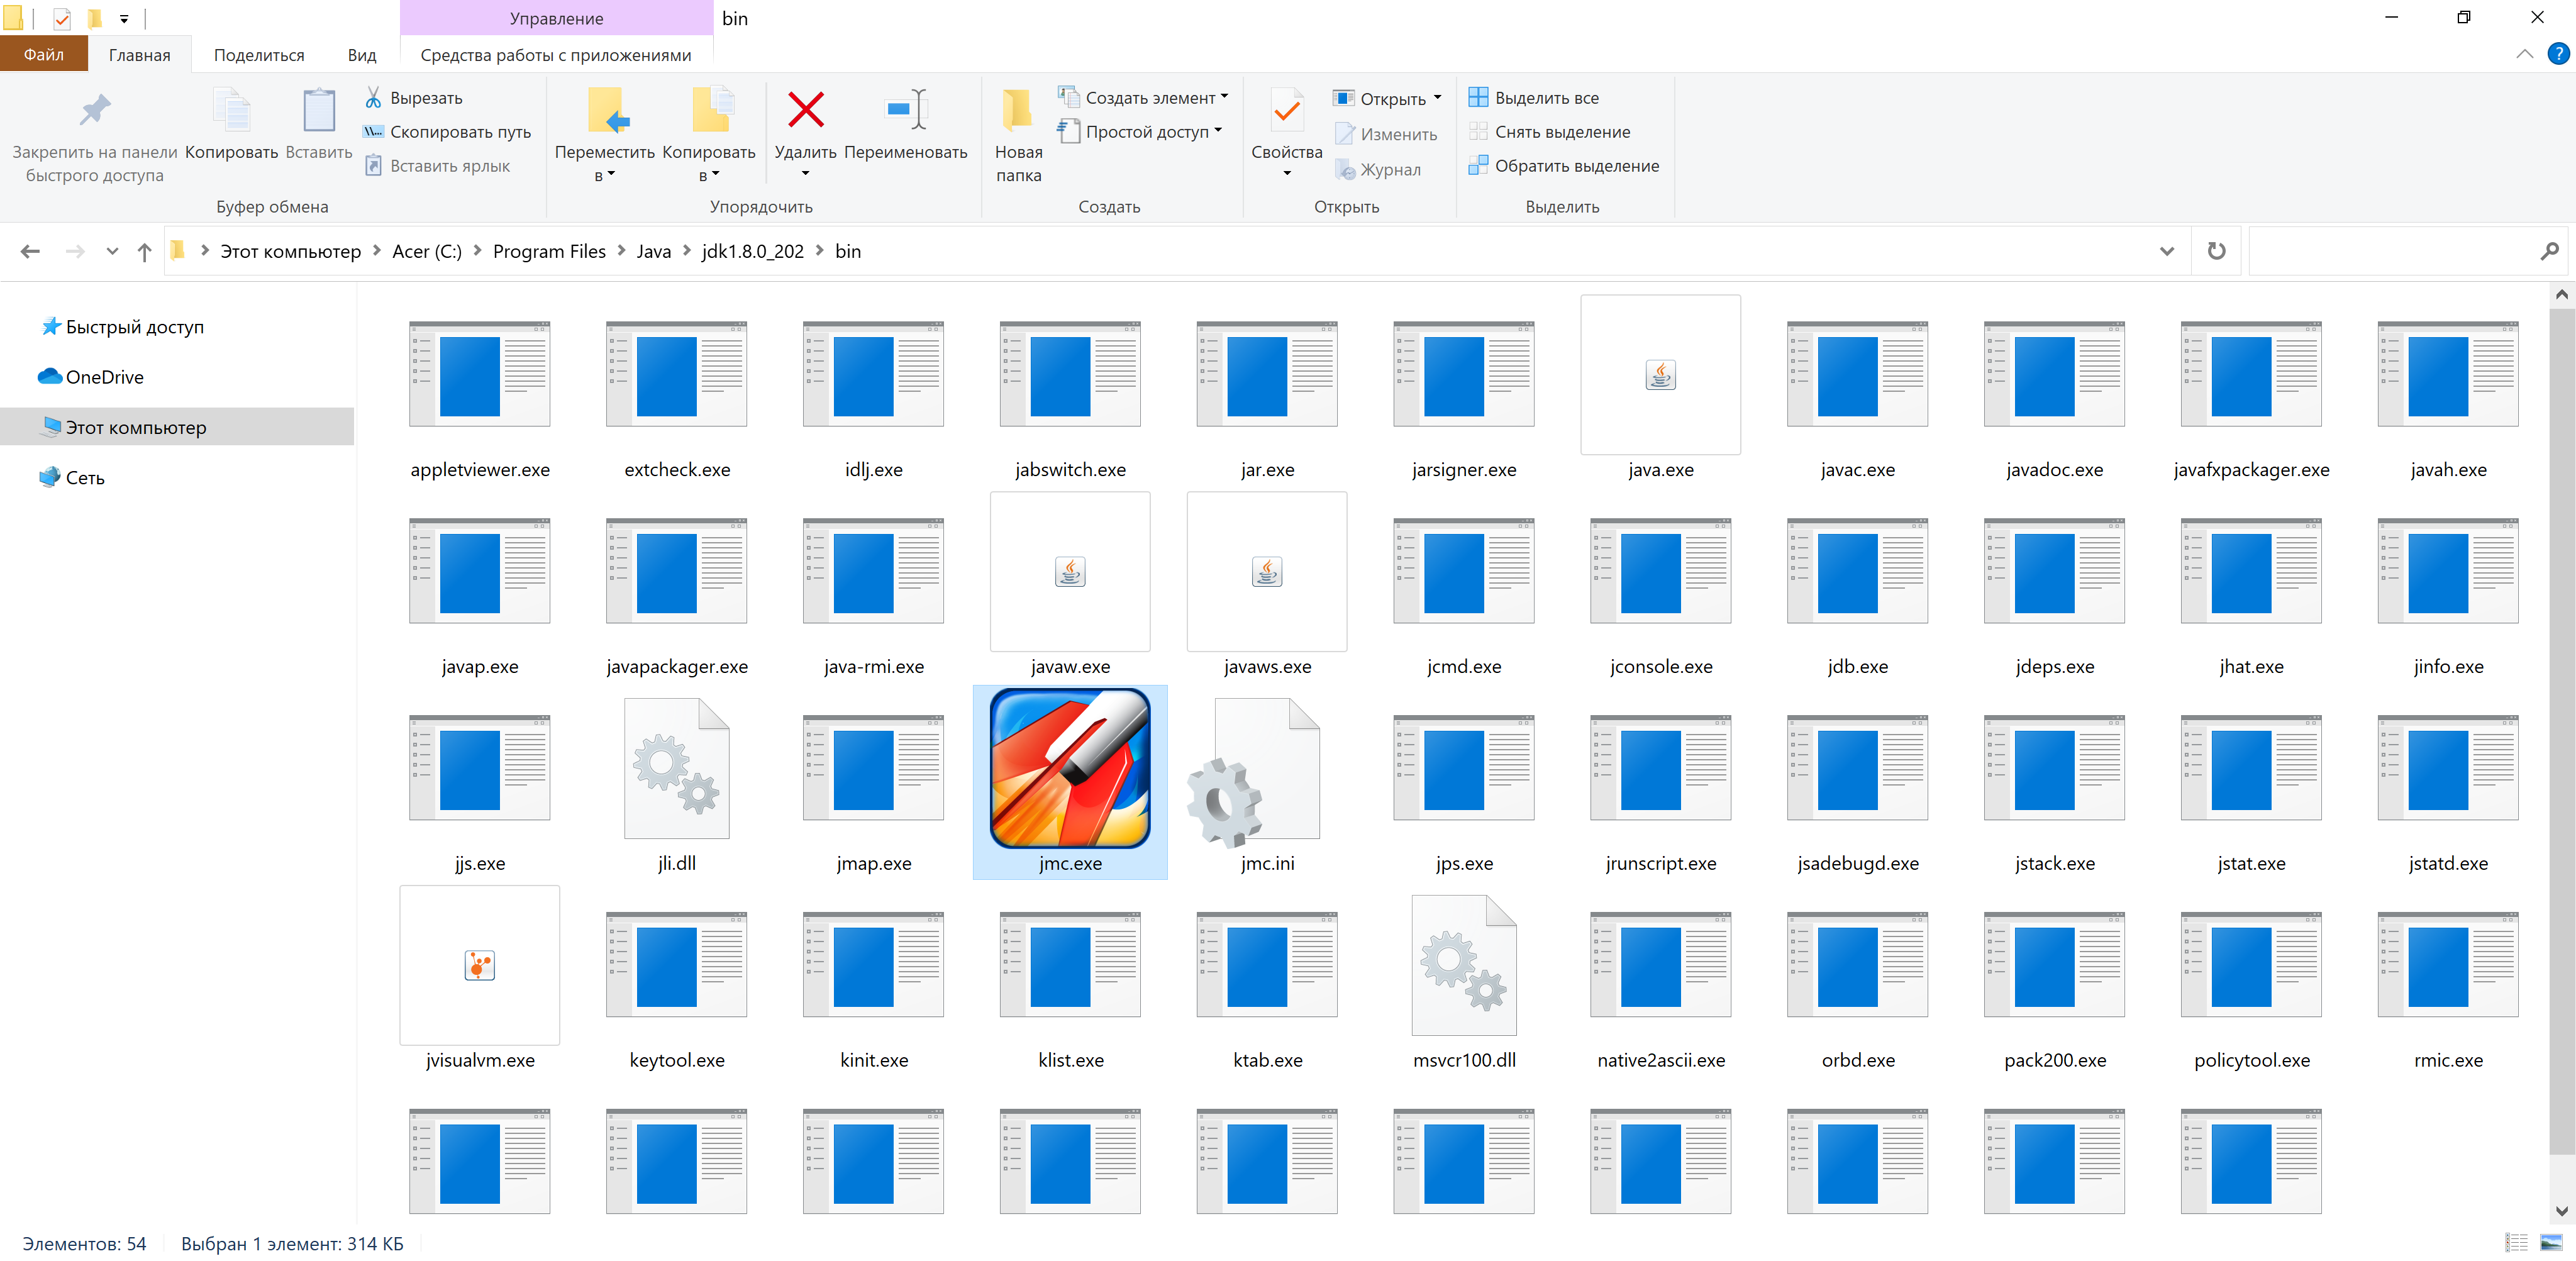 Управление
bin
Файл
Главная
Поделиться
Вид
Средства работы с приложениями
Закрепить на панели
быстрого доступа
Копировать
Вставить
Вырезать
Скопировать путь
Вставить ярлык
Буфер обмена
Переместить
в
Копировать
в
Удалить
Переименовать
Упорядочить
Новая
папка
Создать элемент
Простой доступ
Создать
Свойства
Открыть
Изменить
Журнал
Открыть
Выделить все
Снять выделение
Обратить выделение
Выделить
Этот компьютер
Acer (C:)
Program Files
Java
jdk1.8.0_202
bin
Быстрый доступ
OneDrive
Этот компьютер
Сеть
appletviewer.exe
extcheck.exe
idlj.exe
jabswitch.exe
jar.exe
jarsigner.exe
java.exe
javac.exe
javadoc.exe
javafxpackager.exe
javah.exe
javap.exe
javapackager.exe
java-rmi.exe
javaw.exe
javaws.exe
jcmd.exe
jconsole.exe
jdb.exe
jdeps.exe
jhat.exe
jinfo.exe
jjs.exe
jli.dll
jmap.exe
jmc.exe
jmc.ini
jps.exe
jrunscript.exe
jsadebugd.exe
jstack.exe
jstat.exe
jstatd.exe
jvisualvm.exe
keytool.exe
kinit.exe
klist.exe
ktab.exe
msvcr100.dll
native2ascii.exe
orbd.exe
pack200.exe
policytool.exe
rmic.exe
Элементов: 54
Выбран 1 элемент: 314 КБ